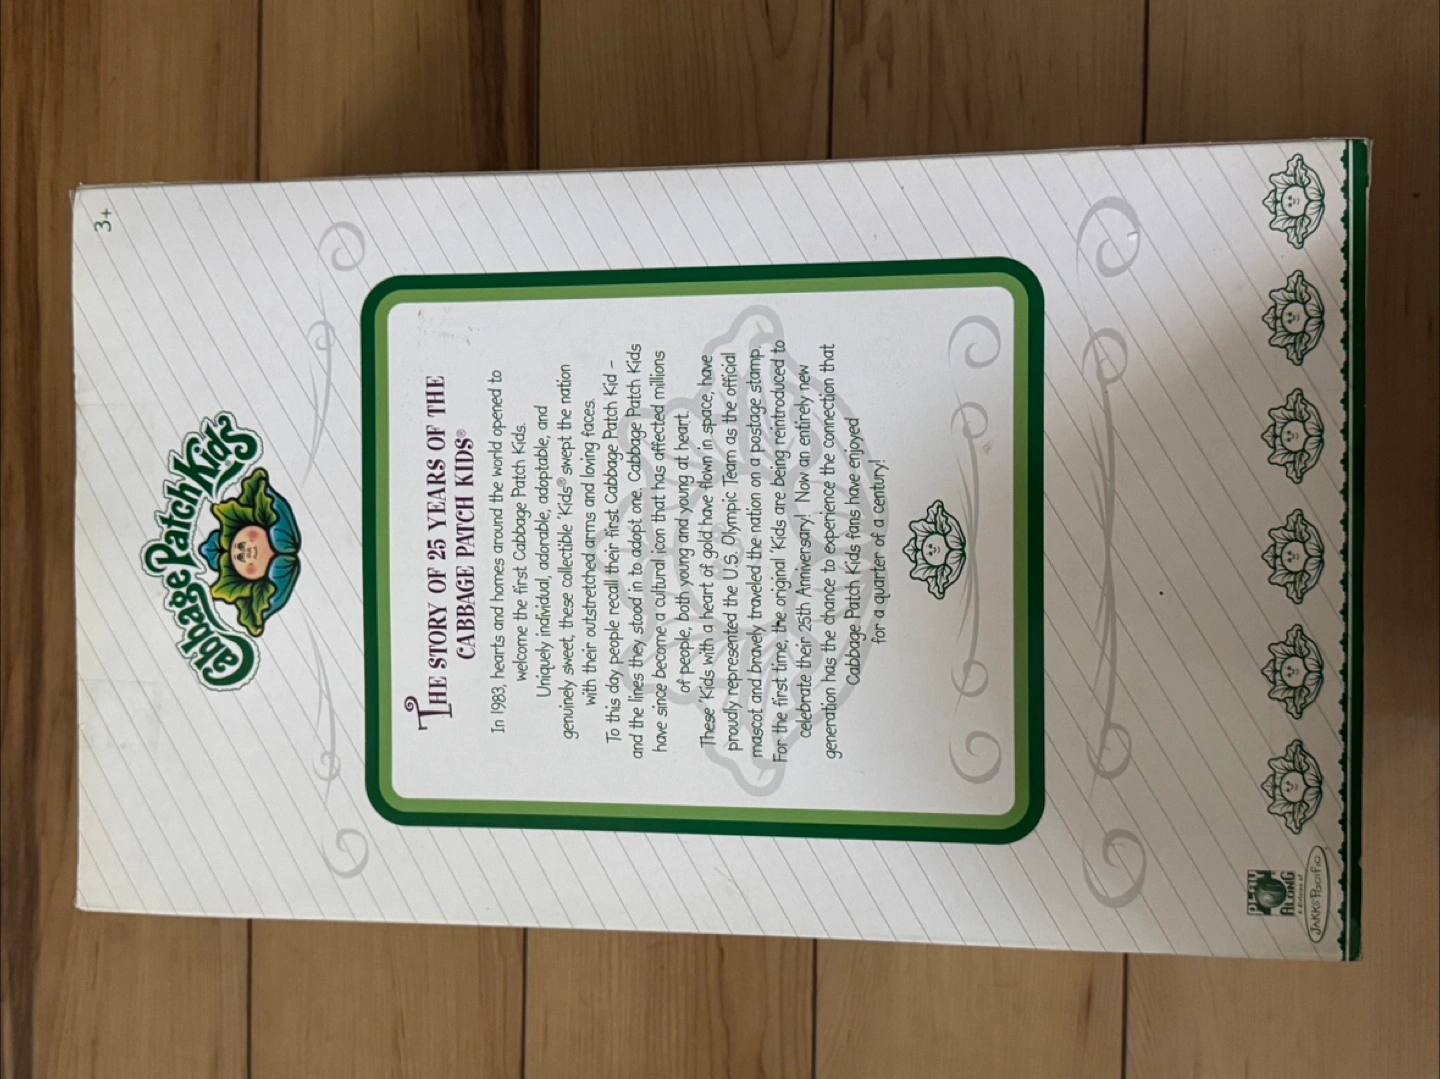 3+
Cabbage Patch Kids
THE STORY OF 25 YEARS OF THE
CABBAGE PATCH KIDS®
In 1983, hearts and homes around the world opened to
welcome the first Cabbage Patch Kids.
Uniquely individual, adorable, adoptable, and
genuinely sweet, these collectible 'Kids® swept the nation
with their outstretched arms and loving faces.
To this day people recall their first Cabbage Patch Kid -
and the lines they stood in to adopt one. Cabbage Patch Kids
have since become a cultural icon that has affected millions
of people, both young and young at heart.
These 'Kids with a heart of gold have flown in space, have
proudly represented the U.S. Olympic Team as the official
mascot and bravely traveled the nation on a postage stamp.
For the first time, the original 'Kids are being reintroduced to
celebrate their 25th Anniversary! Now an entirely new
generation has the chance to experience the connection that
Cabbage Patch Kids fans have enjoyed
for a quarter of a century!
PLAY
ALONG
a division of
JAKKS Pacific